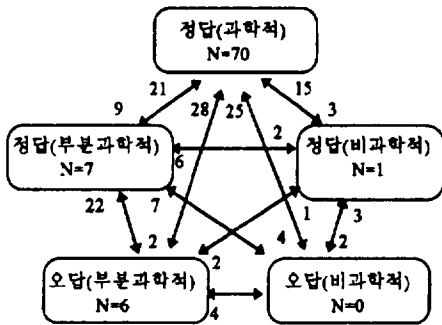 정답(과학적)
N=70
21
15
9
28
25
3
정답(부분과학적)
N=7
2
정답(비과학적)
N=1
6
22
7
1
3
2
2
4
2
오답(부분과학적)
N=6
4
오답(비과학적)
N=0